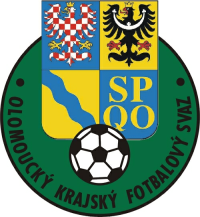 SP
QO
• OLOMOUCKÝ KRAJSKÝ FOTBALOVÝ SVAZ •